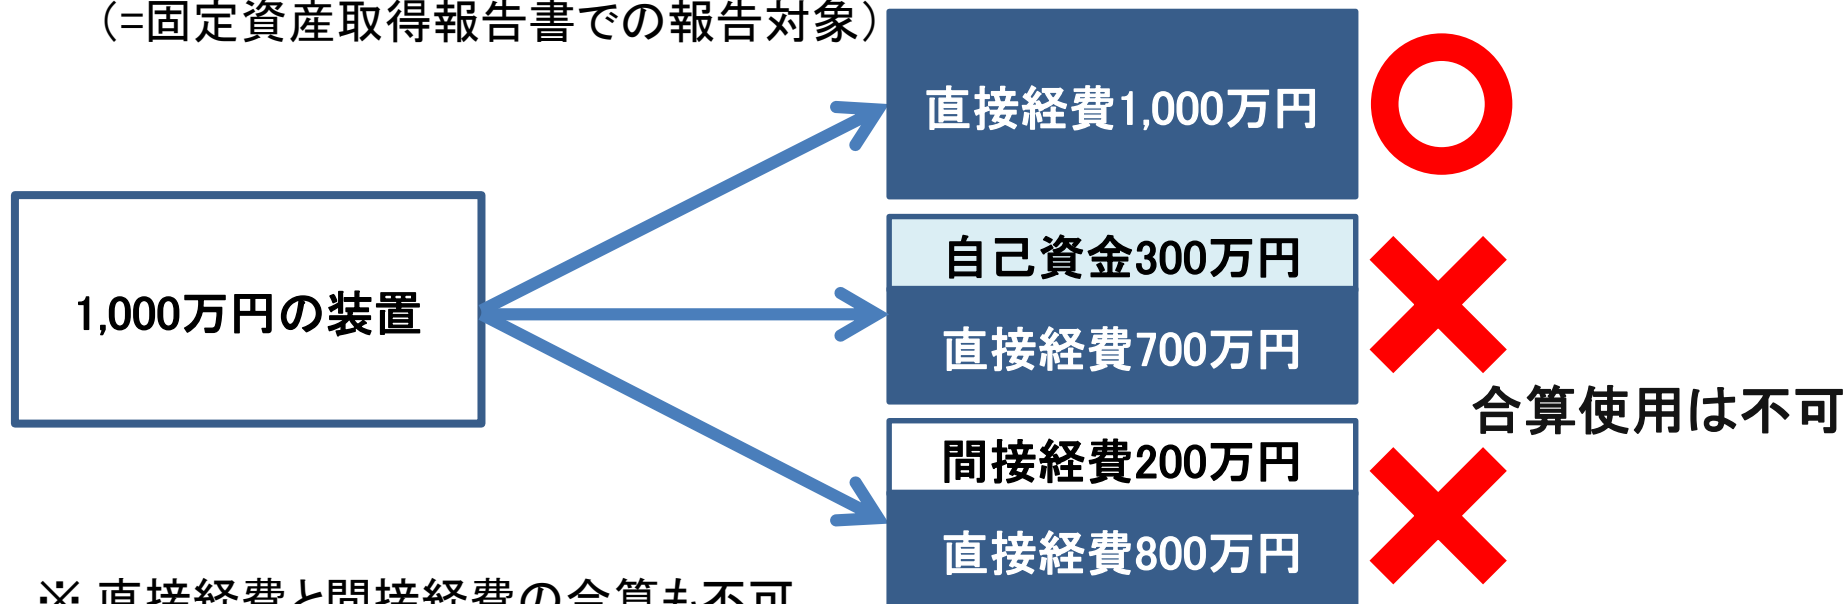 (=固定資産取得報告書での報告対象)
直接経費1,000万円
自己資金300万円
1,000万円の装置
直接経費700万円
合算使用は不可
間接経費200万円
直接経費800万円
※ 直接経費と間接経費の合算も不可